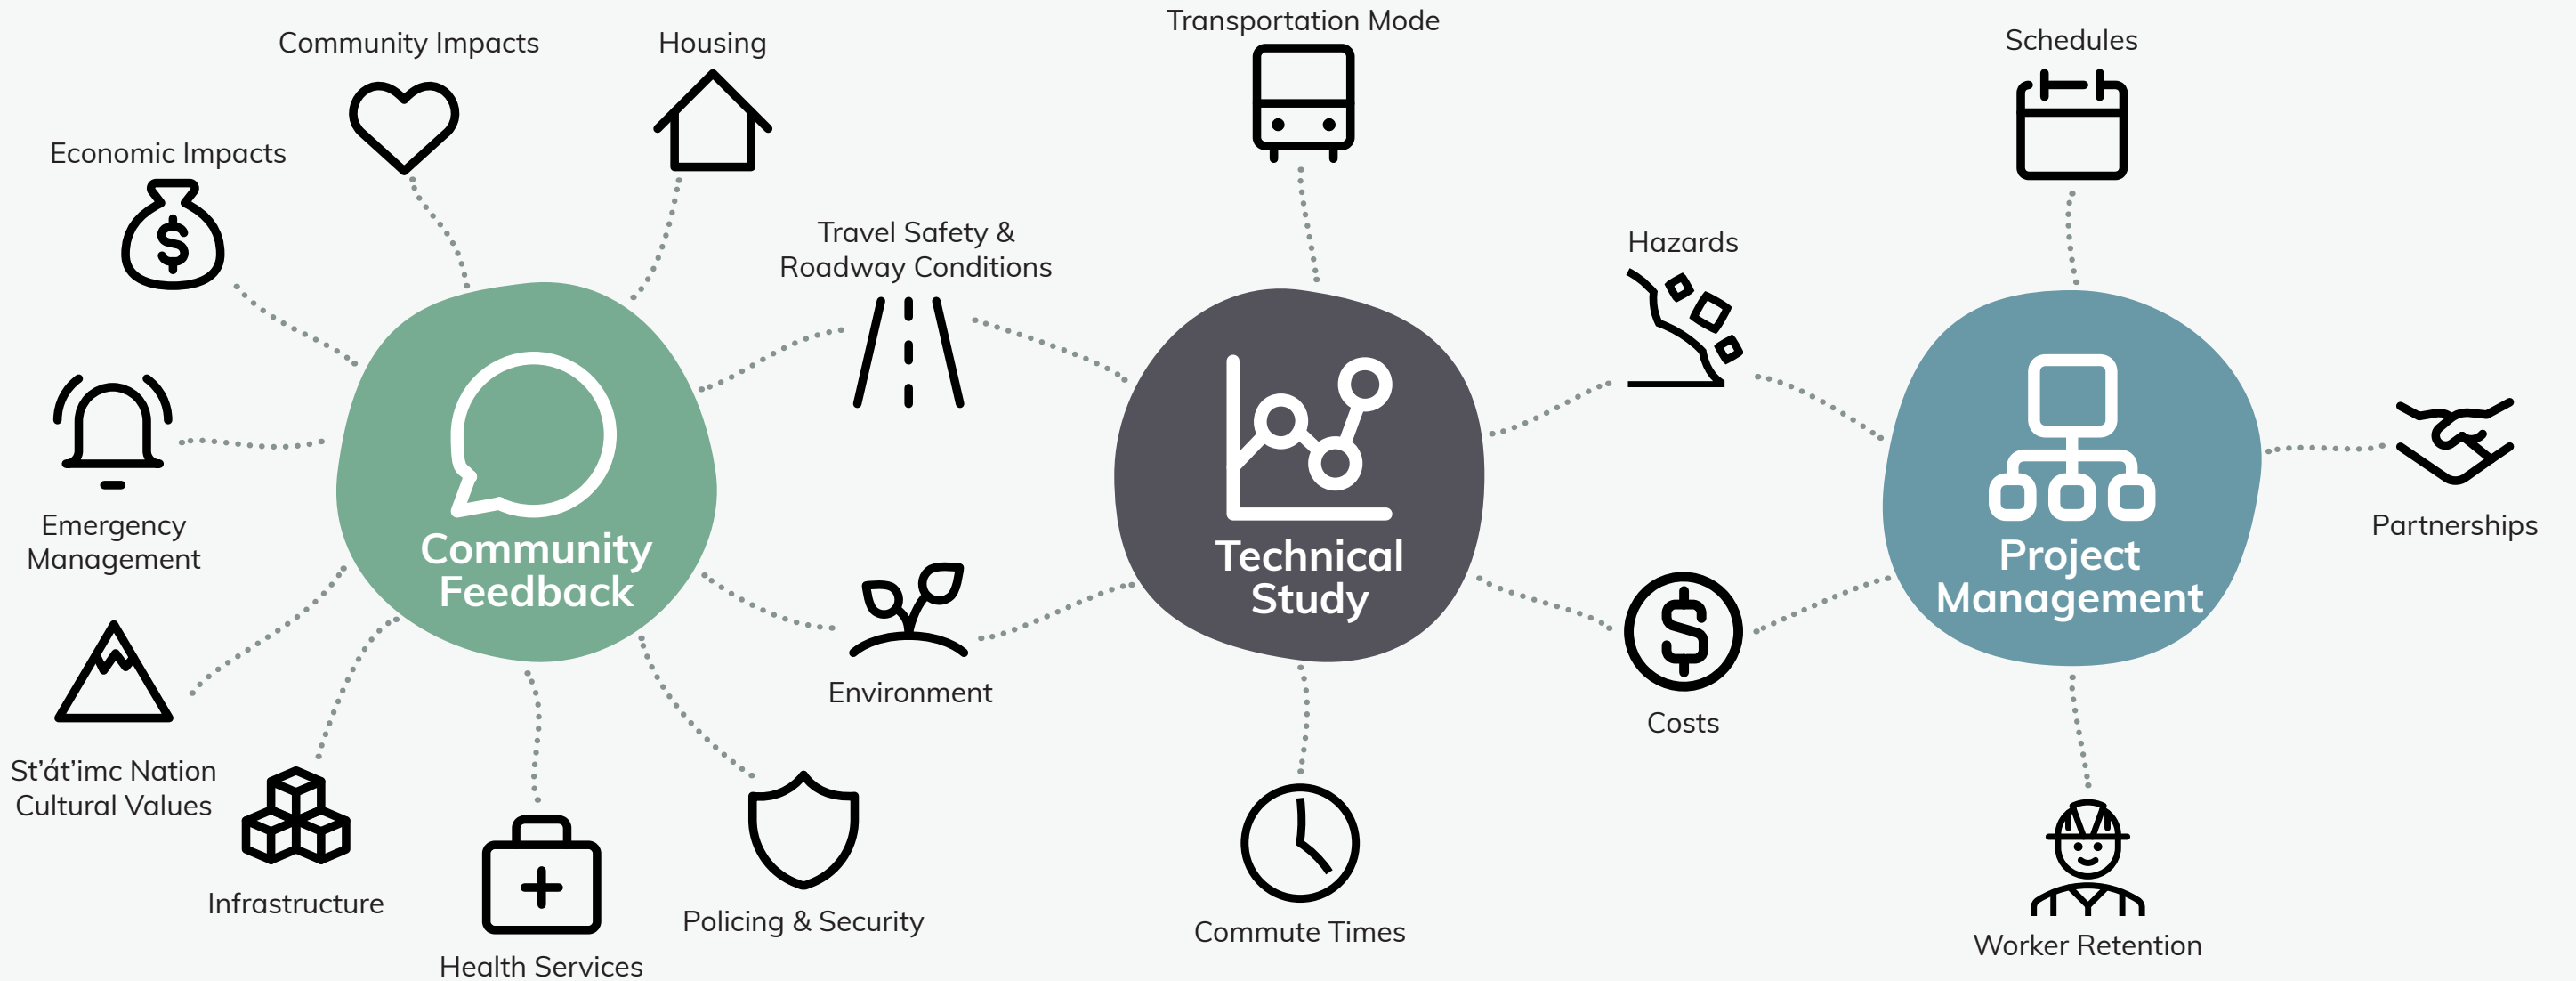 Transportation Mode
Community Impacts
Housing
Schedules
Economic Impacts
Travel Safety &
Roadway Conditions
Hazards
Emergency
Management
Community
Feedback
Technical
Study
Project
Management
Partnerships
Environment
Costs
St’át’imc Nation
Cultural Values
Infrastructure
Policing & Security
Health Services
Commute Times
Worker Retention